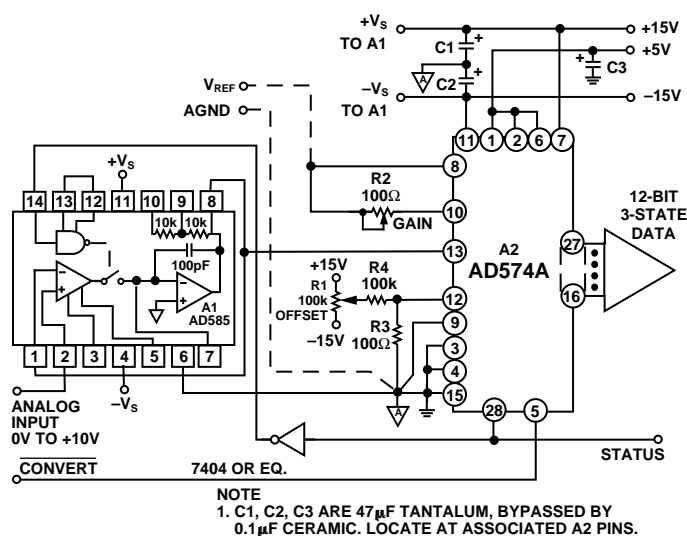 +VS
TO A1
+15V
C1
+
+5V
VREF
A
+
C3
C2
+
AGND
–VS
TO A1
–15V
11
1
2
6
7
+VS
8
R2
100Ω
GAIN
10
12-BIT
3-STATE
DATA
14
13
12
11
10
9
8
10k
10k
13
A2
AD574A
27
16
100pF
A1
AD585
–
+
–
+
+15V
R1
100k
OFFSET
–15V
R4
100k
R3
100Ω
12
9
3
4
15
1
2
3
4
5
6
7
A
28
5
–VS
ANALOG
INPUT
0V TO +10V
STATUS
CONVERT
7404 OR EQ.
NOTE
1. C1, C2, C3 ARE 47µF TANTALUM, BYPASSED BY
0.1µF CERAMIC. LOCATE AT ASSOCIATED A2 PINS.